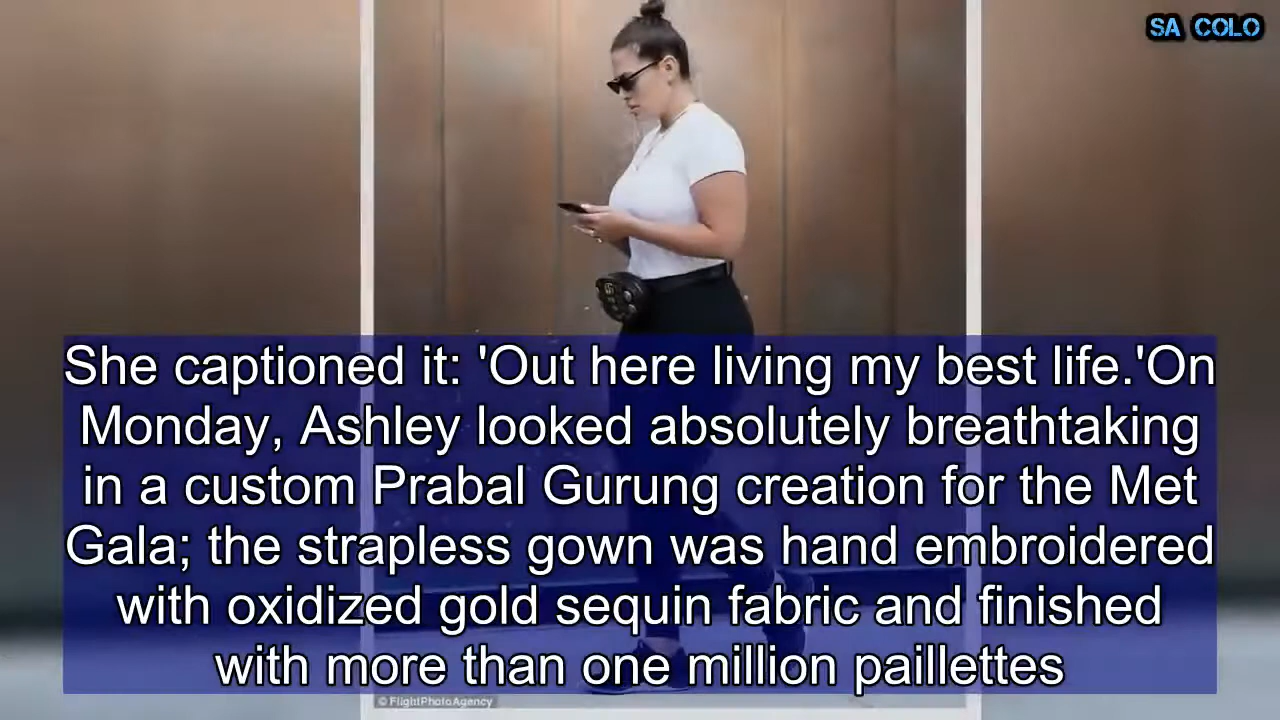 SA COLO
She captioned it: 'Out here living my best life.'On
Monday, Ashley looked absolutely breathtaking
in a custom Prabal Gurung creation for the Met
Gala; the strapless gown was hand embroidered
with oxidized gold sequin fabric and finished
with more than one million paillettes
© FlightPhotoAgency